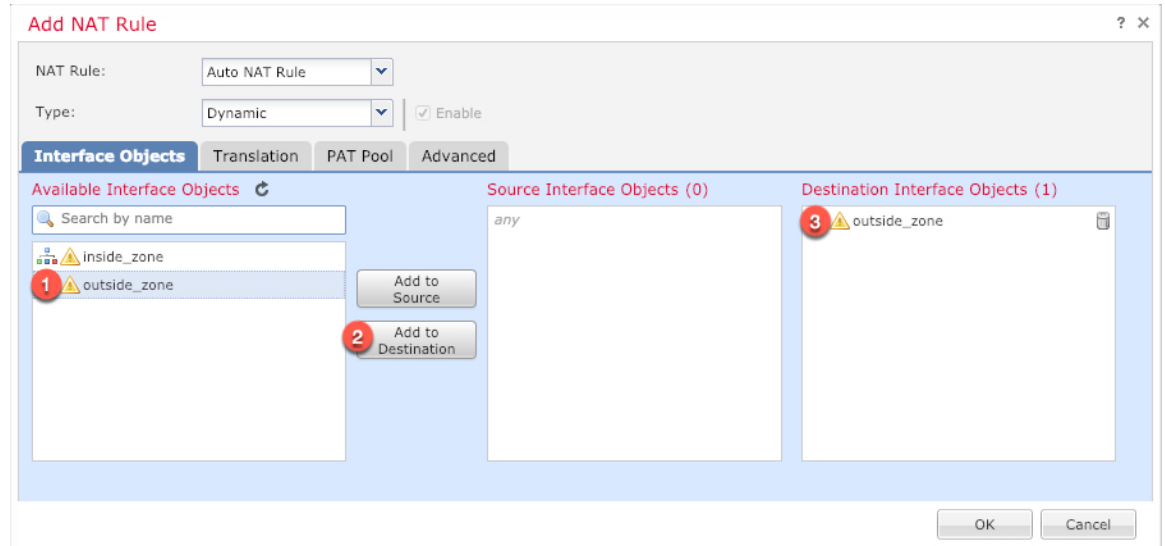 Add NAT Rule ? ×
NAT Rule: Auto NAT Rule
Type: Dynamic Enable
Interface Objects Translation PAT Pool Advanced
Available Interface Objects Source Interface Objects (0) Destination Interface Objects (1)
Search by name any 3 outside_zone
inside_zone
1 outside_zone
Add to
Source
2 Add to
Destination
OK Cancel